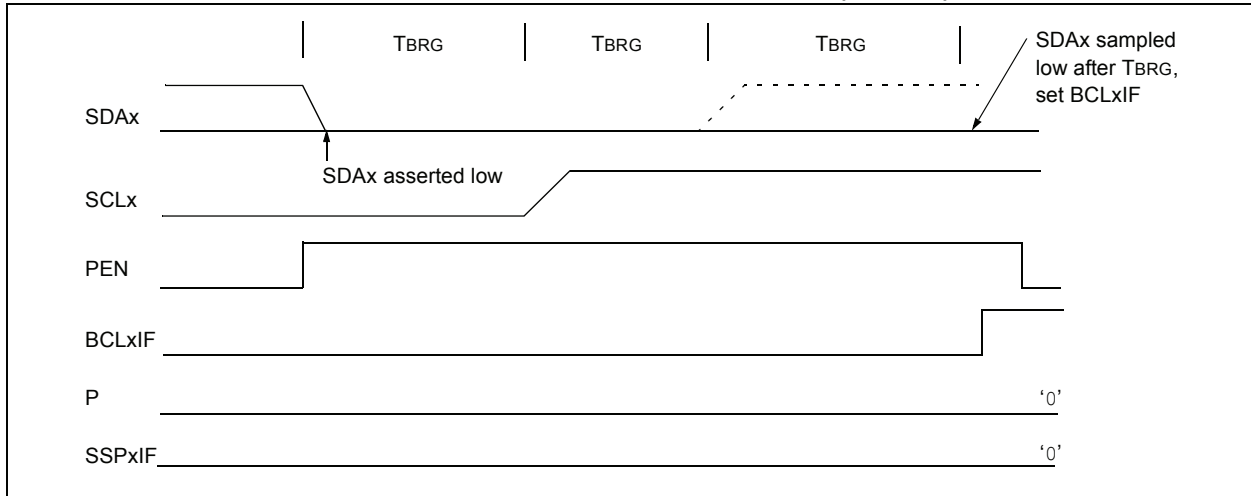 TBRG TBRG TBRG
SDAx sampled
low after TBRG,
set BCLxIF
SDAx
SDAx asserted low
SCLx
PEN
BCLxIF
P '0'
SSPxIF '0'